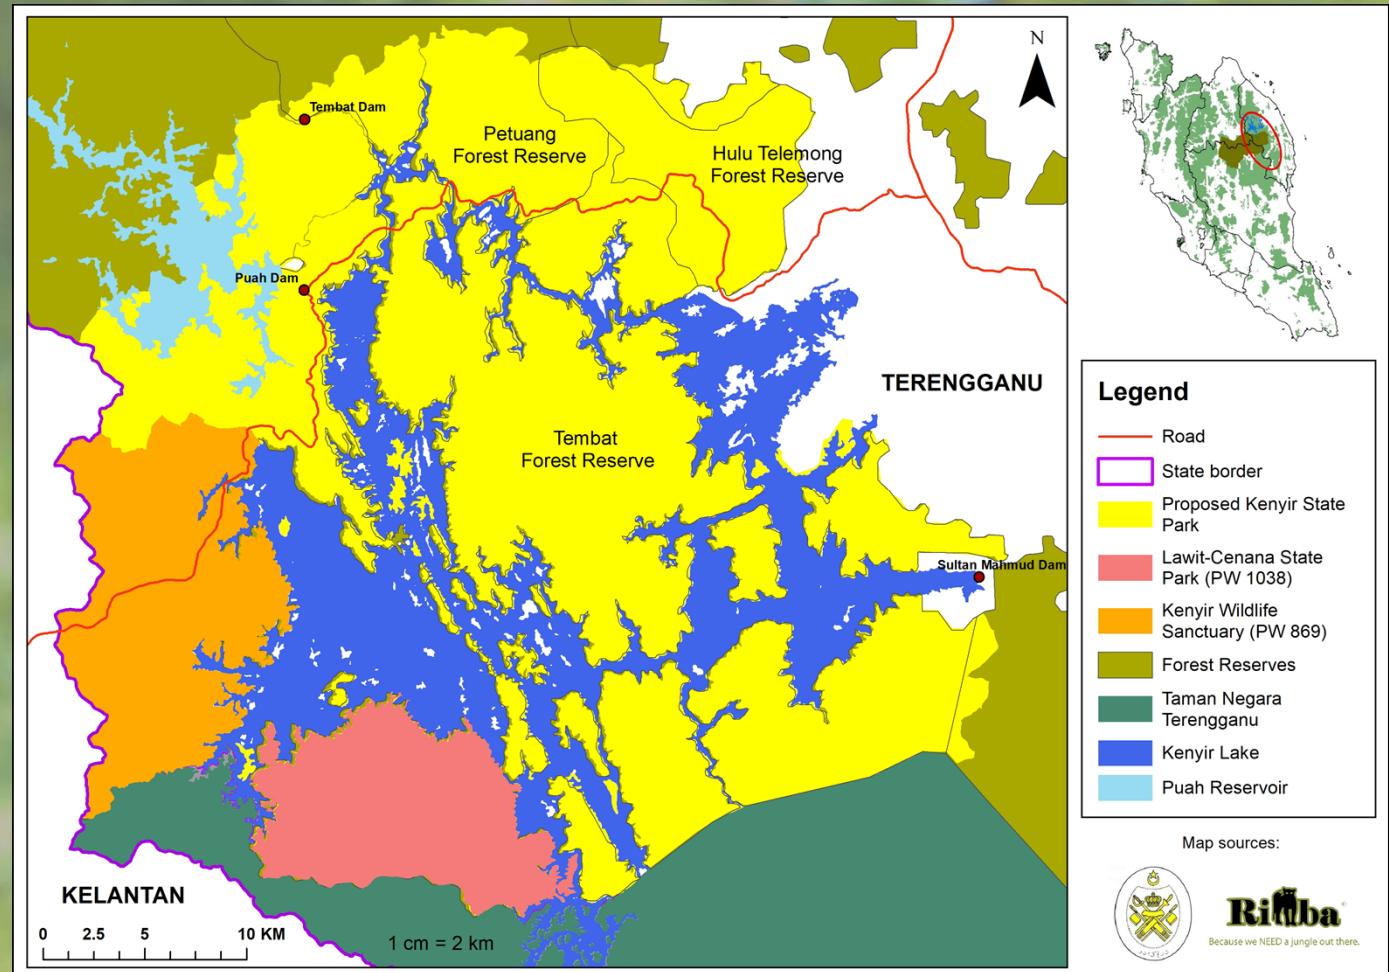 N
Tembat Dam
Petuang
Forest Reserve
Hulu Telemong
Forest Reserve
Puah Dam
TERENGGANU
Tembat
Forest Reserve
Sultan Mahmud Dam
KELANTAN
0 2.5 5 10 KM
1 cm = 2 km
Legend
Road
State border
Proposed Kenyir State
Park
Lawit-Cenana State
Park (PW 1038)
Kenyir Wildlife
Sanctuary (PW 869)
Forest Reserves
Taman Negara
Terengganu
Kenyir Lake
Puah Reservoir
Map sources:
Rimba
Because we NEED a jungle out there.